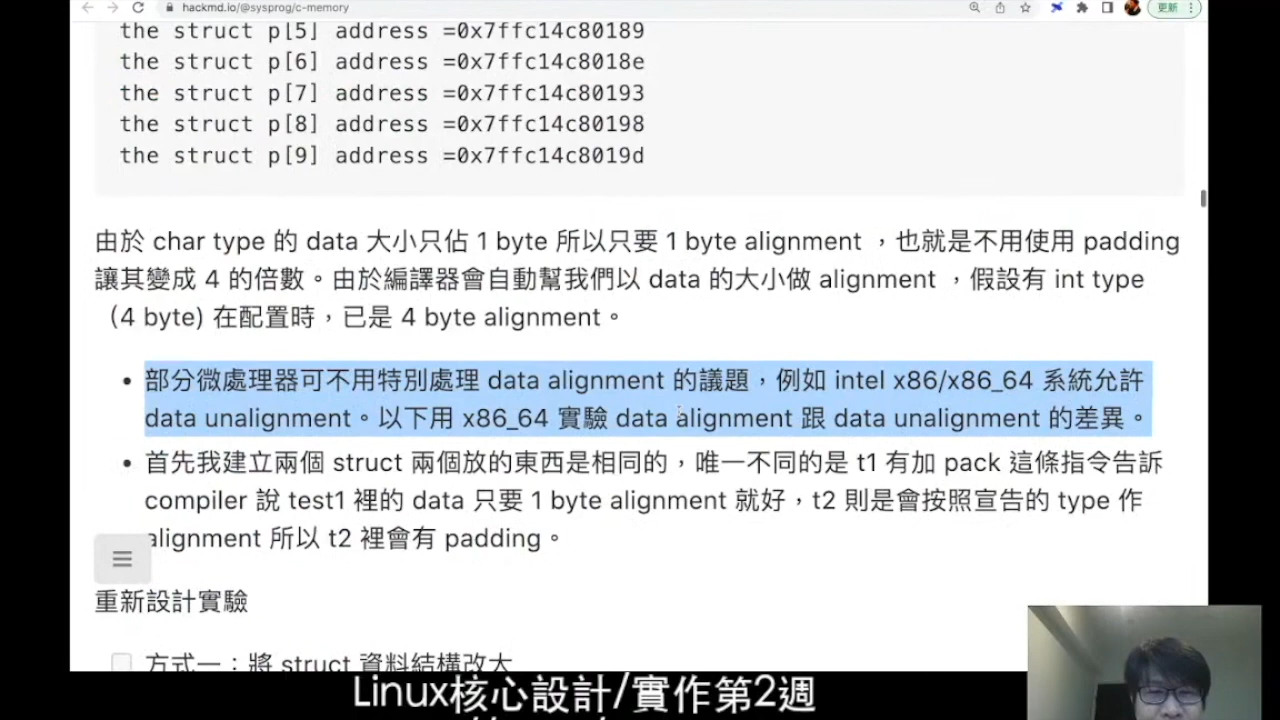 hackmd.io/@sysprog/c-memory
更新
the struct p[5] address =0x7ffc14c80189
the struct p[6] address =0x7ffc14c8018e
the struct p[7] address =0x7ffc14c80193
the struct p[8] address =0x7ffc14c80198
the struct p[9] address =0x7ffc14c8019d
由於 char type 的 data 大小只佔 1 byte 所以只要 1 byte alignment ，也就是不用使用 padding
讓其變成 4 的倍數。由於編譯器會自動幫我們以 data 的大小做 alignment ，假設有 int type
（4 byte) 在配置時，已是 4 byte alignment。
• 部分微處理器可不用特別處理 data alignment 的議題，例如 intel x86/x86_64 系統允許
data unalignment。以下用 x86_64 實驗 data alignment 跟 data unalignment 的差異。
• 首先我建立兩個 struct 兩個放的東西是相同的，唯一不同的是 t1 有加 pack 這條指令告訴
compiler 說 test1 裡的 data 只要 1 byte alignment 就好，t2 則是會按照宣告的 type 作
alignment 所以 t2 裡會有 padding。
重新設計實驗
方式一：將 struct 資料結構改大
Linux核心設計/實作第2週